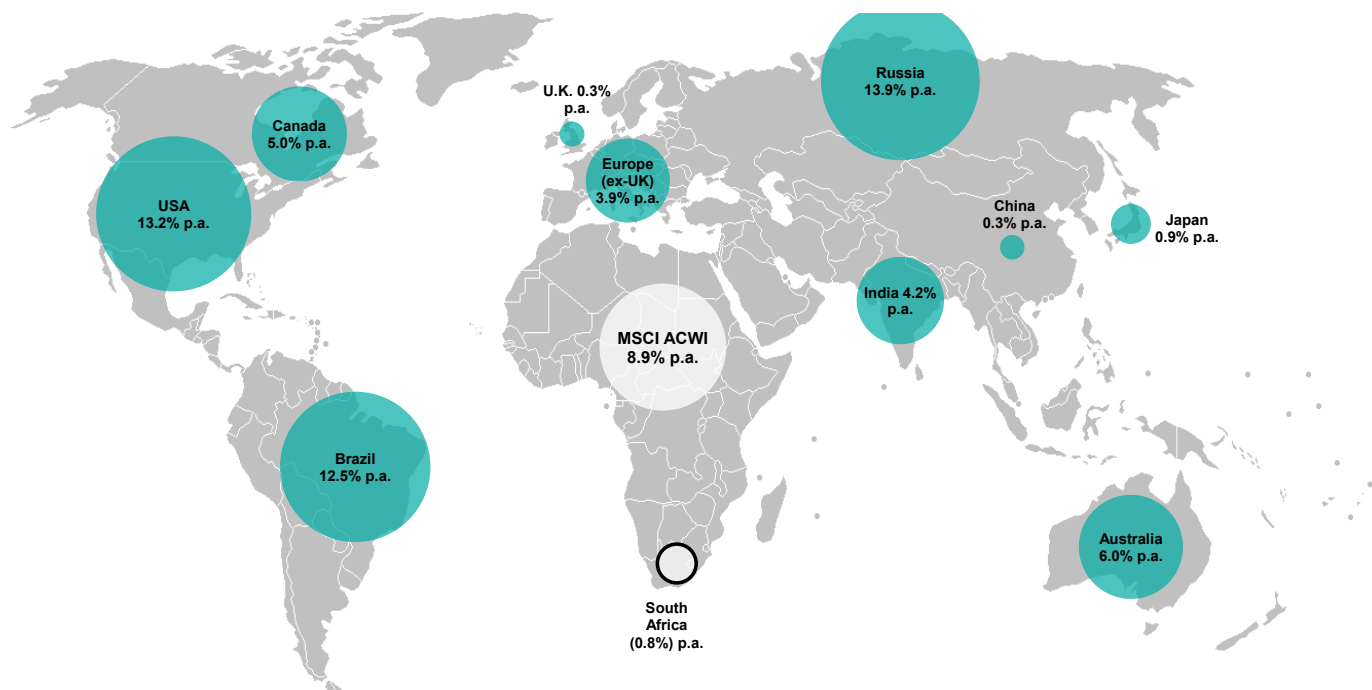 Russia
13.9% p.a.
U.K. 0.3%
p.a.
Canada
5.0% p.a.
Europe
(ex-UK)
3.9% p.a.
USA
13.2% p.a.
China
0.3% p.a.
Japan
0.9% p.a.
India 4.2%
p.a.
MSCI ACWI
8.9% p.a.
Brazil
12.5% p.a.
Australia
6.0% p.a.
South
Africa
(0.8%) p.a.